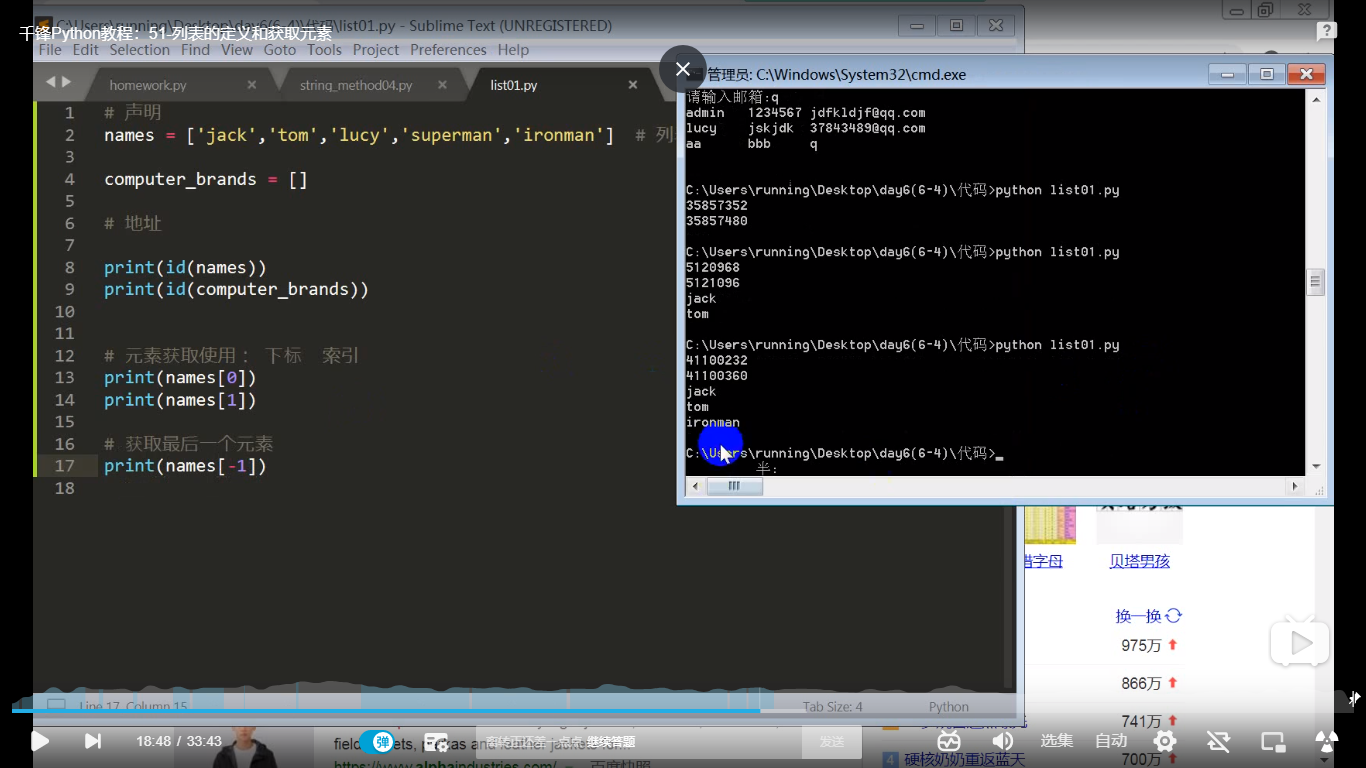 C:\Users\running\Desktop\day6(6-4)\代码\list01.py - Sublime Text (UNREGISTERED)
千锋Python教程：51-列表的定义和获取元素
File Edit Selection Find View Goto Tools Project Preferences Help
homework.py
string_method04.py
list01.py
1 # 声明
2 names = ['jack','tom','lucy','superman','ironman'] # 列
3
4 computer_brands = []
5
6 # 地址
7
8 print(id(names))
9 print(id(computer_brands))
10
11
12 # 元素获取使用： 下标 索引
13 print(names[0])
14 print(names[1])
15
16 # 获取最后一个元素
17 print(names[-1])
18
管理员: C:\Windows\System32\cmd.exe
请输入邮箱:q
admin 1234567 jdfkldjf@qq.com
lucy jskjdk 37843489@qq.com
aa bbb q
C:\Users\running\Desktop\day6(6-4)\代码>python list01.py
35857352
35857480
C:\Users\running\Desktop\day6(6-4)\代码>python list01.py
5120968
5121096
jack
tom
C:\Users\running\Desktop\day6(6-4)\代码>python list01.py
41100232
41100360
jack
tom
ironman
C:\Users\running\Desktop\day6(6-4)\代码>_
半:
借字母
贝塔男孩
换一换
975万
866万
741万
4 硬核奶奶重返蓝天
700万
Line 17, Column 15
Tab Size: 4
Python
18:48 / 33:43
弹
继续答题
发送
选集
自动
https://www.alphaindustries.com/
百度快照